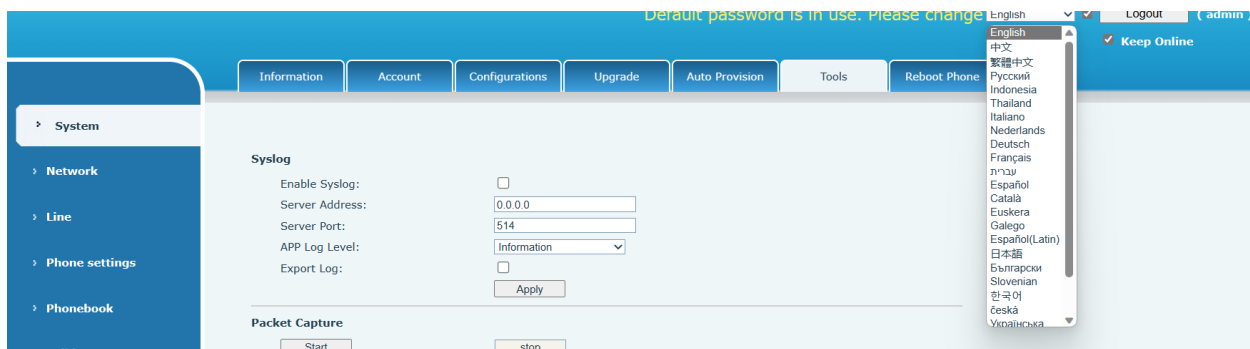 Default password is in use. Please change
English
Logout
( admin )
Keep Online
Information
Account
Configurations
Upgrade
Auto Provision
Tools
Reboot Phone
System
Network
Line
Phone settings
Phonebook
Syslog
Enable Syslog:
Server Address: 0.0.0.0
Server Port: 514
APP Log Level: Information
Export Log:
Apply
Packet Capture
Start
stop
English
中文
繁體中文
Русский
Indonesia
Thailand
Italiano
Nederlands
Deutsch
Français
עברית
Español
Català
Euskera
Galego
Español(Latin)
日本語
Български
Slovenian
한국어
česká
Українська